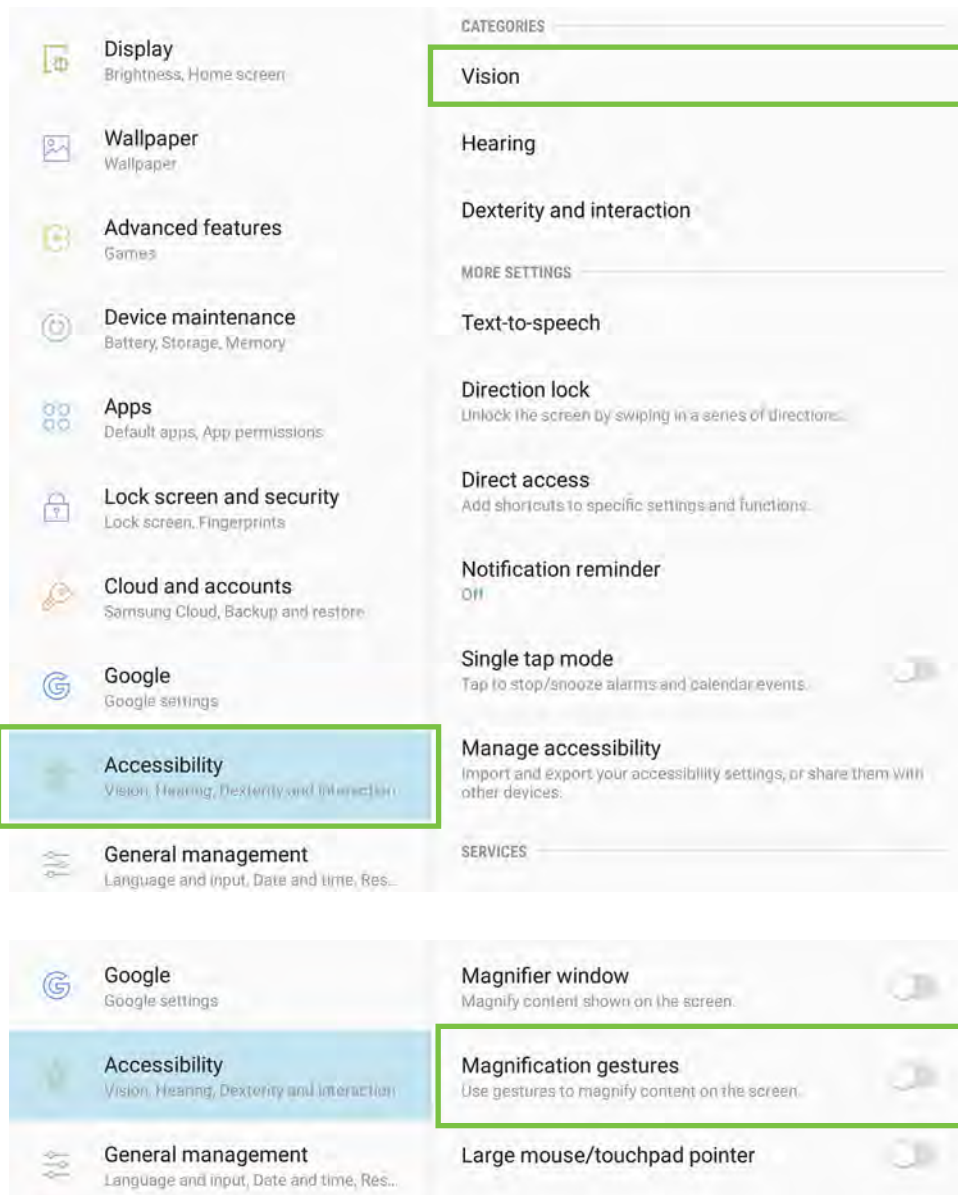 Display
Brightness, Home screen
Wallpaper
Wallpaper
Advanced features
Games
Device maintenance
Battery, Storage, Memory
Apps
Default apps, App permissions
Lock screen and security
Lock screen, Fingerprints
Cloud and accounts
Samsung Cloud, Backup and restore
Google
Google settings
Accessibility
Vision, Hearing, Dexterity and interaction
General management
Language and input, Date and time, Res...
CATEGORIES
Vision
Hearing
Dexterity and interaction
MORE SETTINGS
Text-to-speech
Direction lock
Unlock the screen by swiping in a series of directions.
Direct access
Add shortcuts to specific settings and functions.
Notification reminder
Off
Single tap mode
Tap to stop/snooze alarms and calendar events.
Manage accessibility
Import and export your accessibility settings, or share them with
other devices.
SERVICES
Google
Google settings
Accessibility
Vision, Hearing, Dexterity and interaction
General management
Language and input, Date and time, Res...
Magnifier window
Magnify content shown on the screen.
Magnification gestures
Use gestures to magnify content on the screen.
Large mouse/touchpad pointer